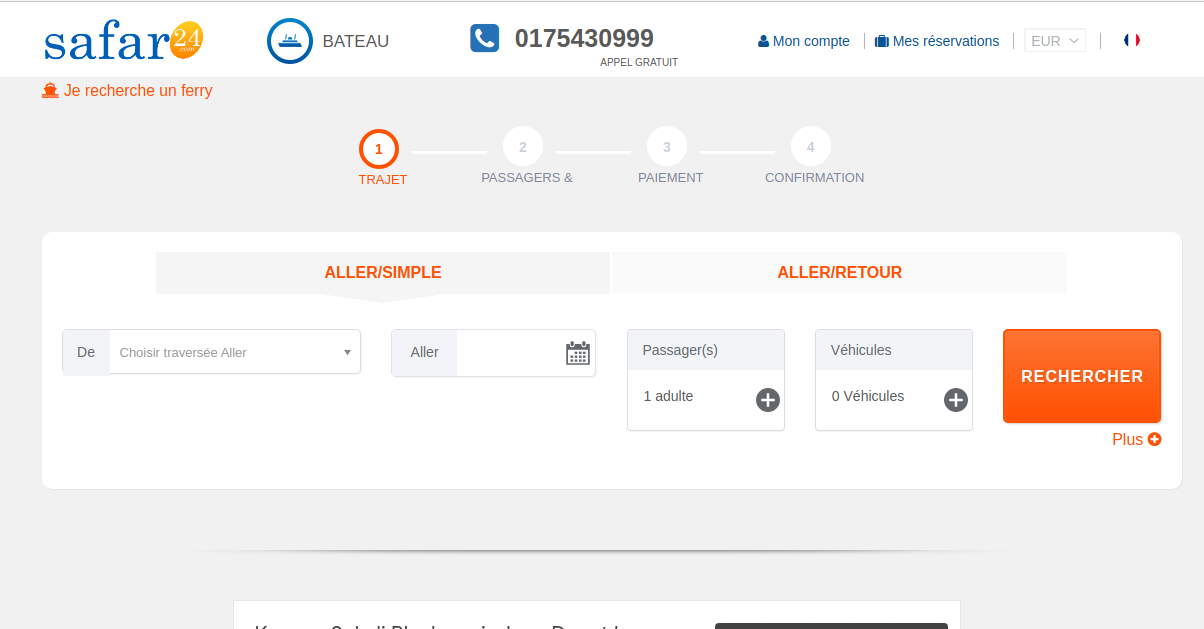 safar24.com
BATEAU
0175430999
APPEL GRATUIT
Mon compte
Mes réservations
EUR
Je recherche un ferry
1
2
3
4
TRAJET
PASSAGERS &
PAIEMENT
CONFIRMATION
ALLER/SIMPLE
ALLER/RETOUR
De
Choisir traversée Aller
Aller
Passager(s)
1 adulte
Véhicules
0 Véhicules
RECHERCHER
Plus